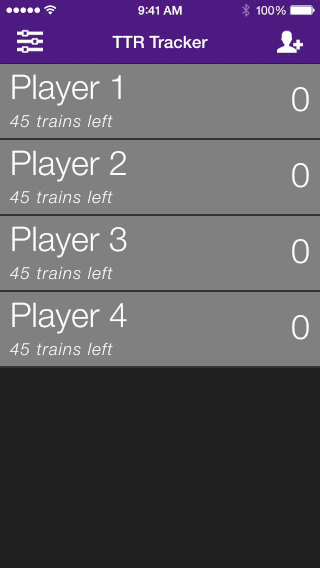 9:41 AM 100%
TTR Tracker
Player 1 0
45 trains left
Player 2 0
45 trains left
Player 3 0
45 trains left
Player 4 0
45 trains left